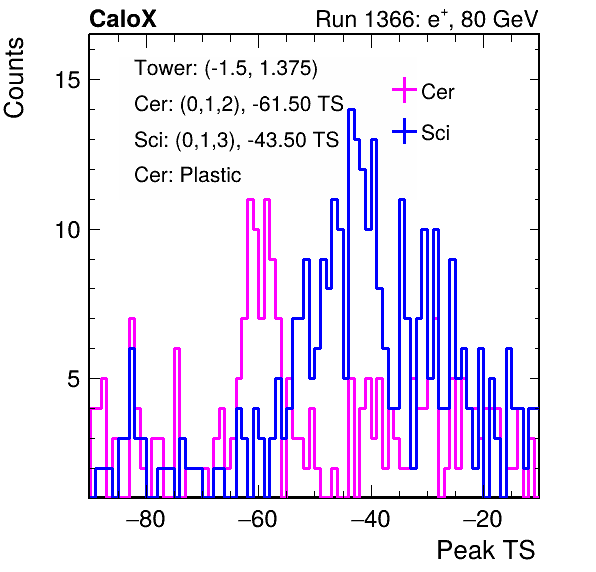 CaloX Run 1366: e⁺, 80 GeV
Counts
Tower: (-1.5, 1.375)
Cer: (0,1,2), -61.50 TS
Sci: (0,1,3), -43.50 TS
Cer: Plastic
Cer
Sci
15
10
5
−80 −60 −40 −20
Peak TS